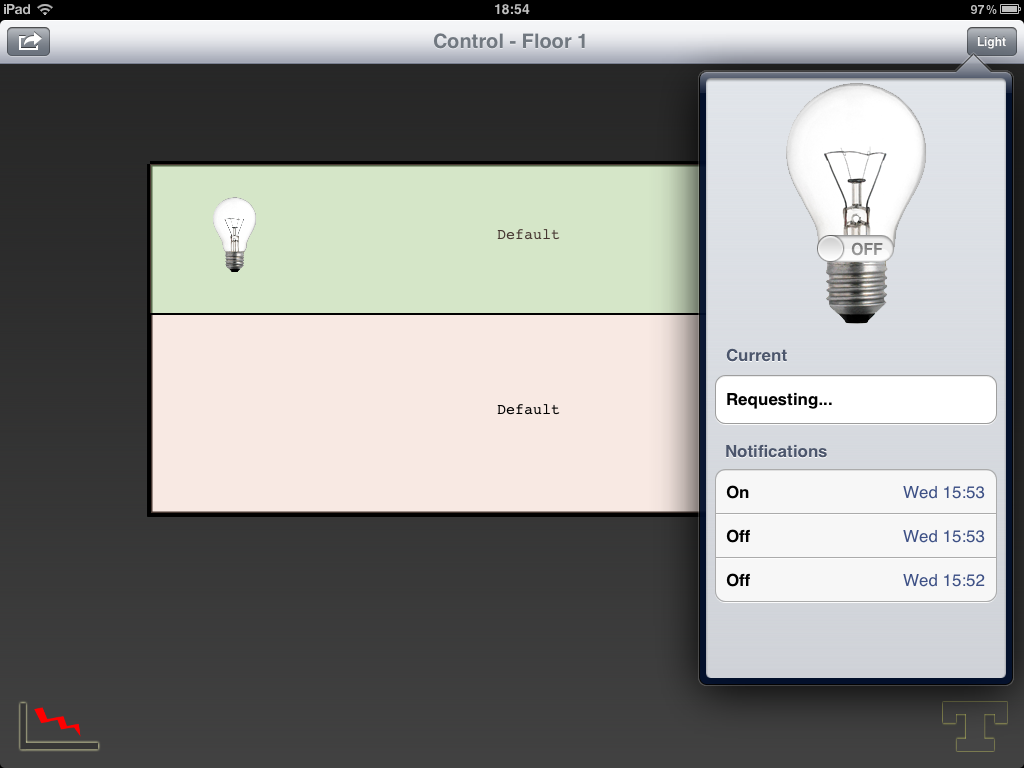 iPad 18:54 97%
Control - Floor 1
Light
Default
Default
OFF
Current
Requesting...
Notifications
On Wed 15:53
Off Wed 15:53
Off Wed 15:52
T